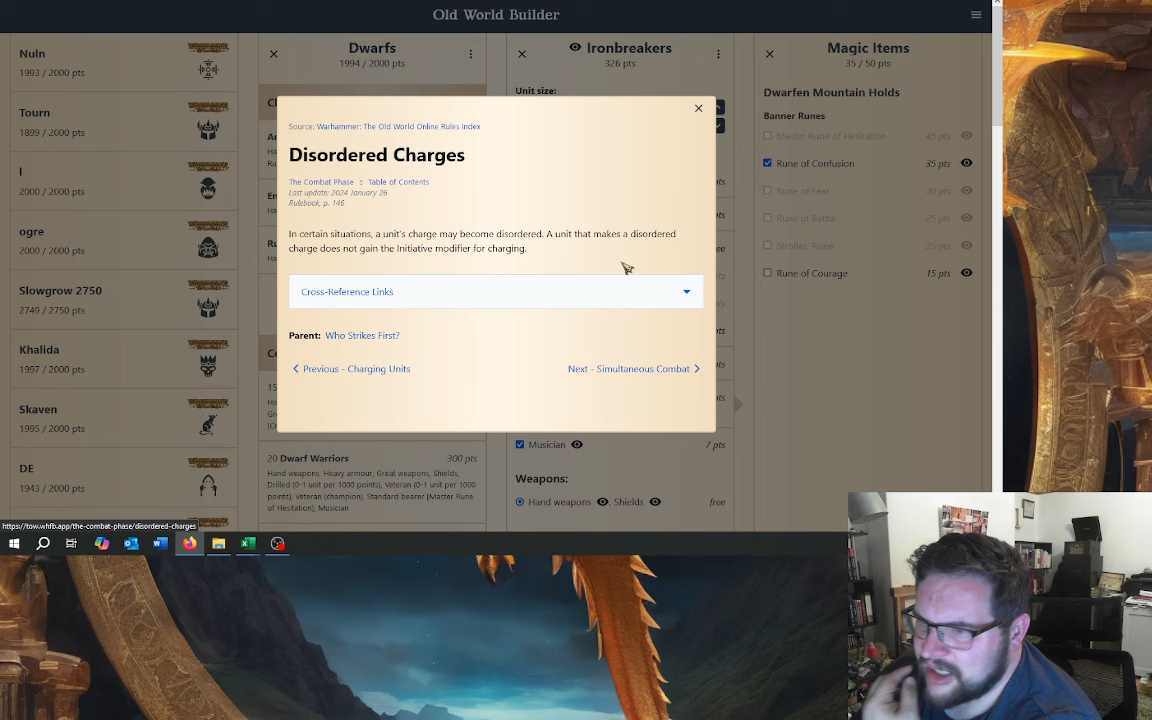 Old World Builder
Nuln
1993 / 2000 pts
Tourn
1899 / 2000 pts
I
2000 / 2000 pts
ogre
2000 / 2000 pts
Slowgrow 2750
2749 / 2750 pts
Khalida
1997 / 2000 pts
Skaven
1995 / 2000 pts
DE
1943 / 2000 pts
Dwarfs
1994 / 2000 pts
20 Dwarf Warriors 300 pts
Hand weapons, Heavy armour, Great weapons, Shields,
Drilled (0-1 unit per 1000 points), Veteran (0-1 unit per 1000
points), Veteran (champion), Standard bearer [Master Rune
of Hesitation], Musician
Ironbreakers
326 pts
Unit size:
Musician 7 pts
Weapons:
Hand weapons, Shields free
Magic Items
35 / 50 pts
Dwarfen Mountain Holds
Banner Runes
Master Rune of Hesitation 45 pts
Rune of Confusion 35 pts
Rune of Fear 30 pts
Rune of Battle 25 pts
Strollaz Rune 25 pts
Rune of Courage 15 pts
Source: Warhammer: The Old World Online Rules Index
Disordered Charges
The Combat Phase :: Table of Contents
Last update: 2024 January 26
Rulebook, p. 146
In certain situations, a unit's charge may become disordered. A unit that makes a disordered
charge does not gain the Initiative modifier for charging.
Cross-Reference Links
Parent: Who Strikes First?
Previous - Charging Units
Next - Simultaneous Combat
https://tow.whfb.app/the-combat-phase/disordered-charges